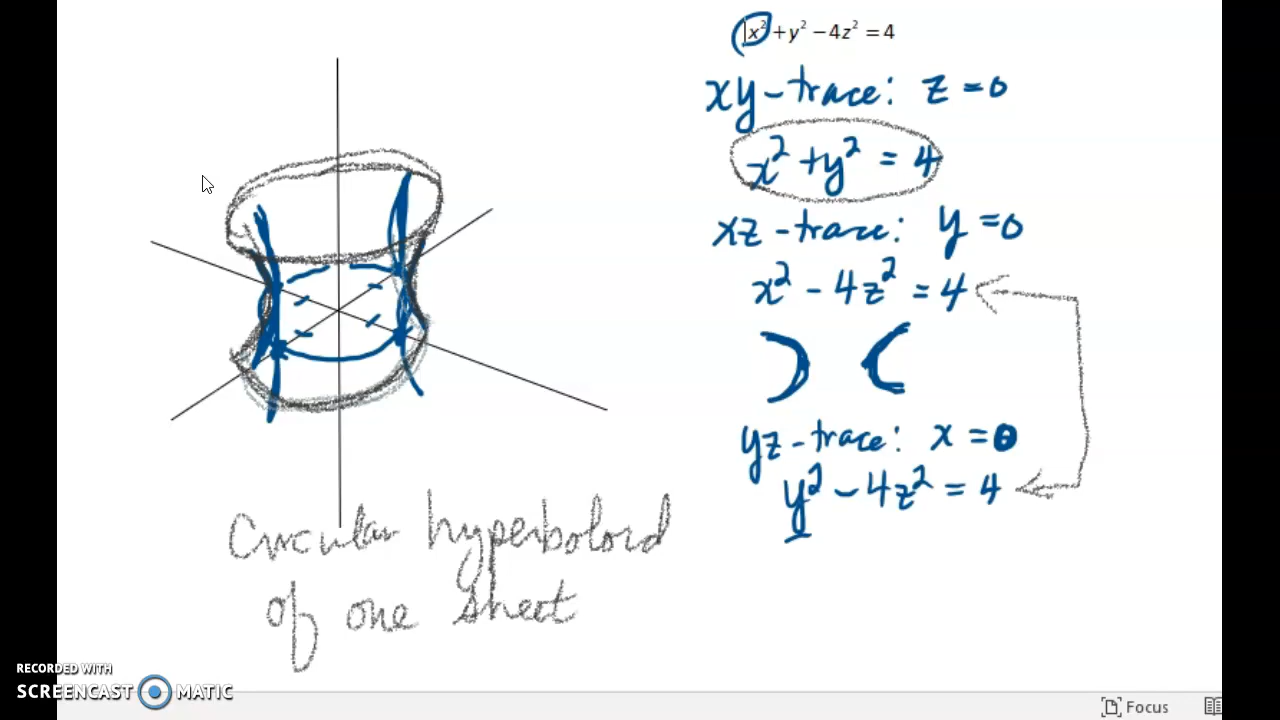 x² + y² − 4z² = 4
xy-trace: z = 0
x² + y² = 4
xz-trace: y = 0
x² - 4z² = 4
yz-trace: x = 0
y² - 4z² = 4
Circular hyperboloid
of one sheet
RECORDED WITH
SCREENCAST MATIC
Focus